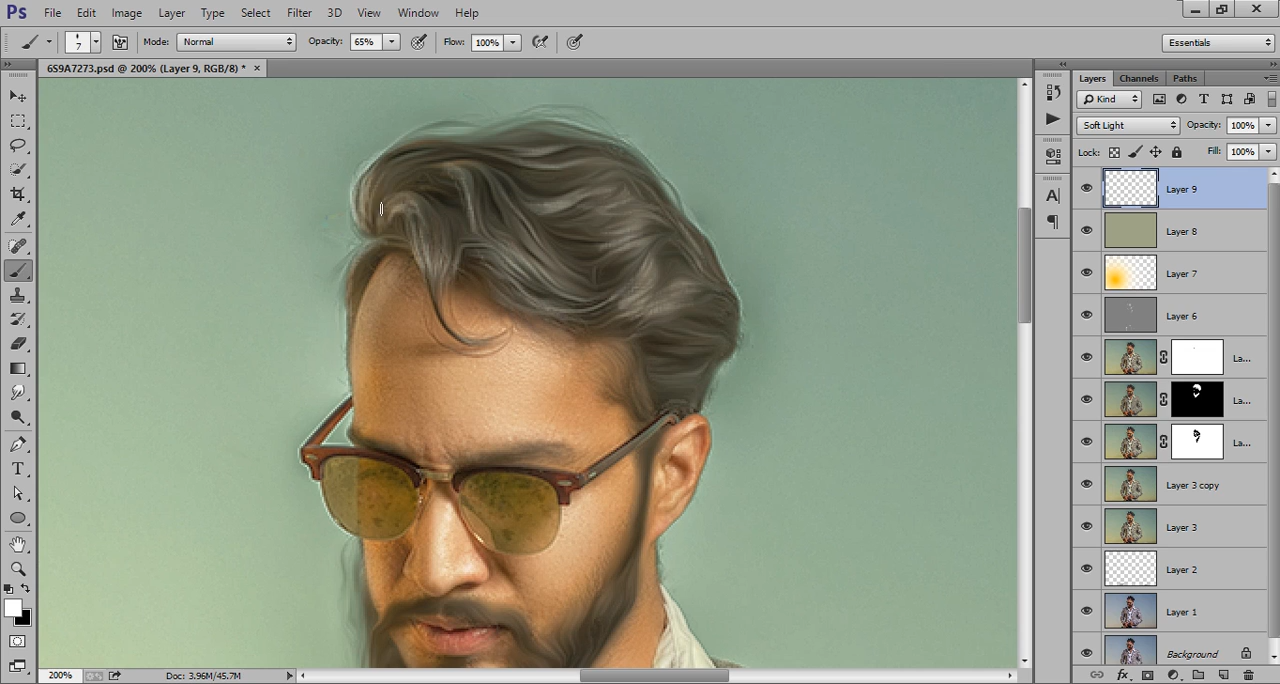 Ps File Edit Image Layer Type Select Filter 3D View Window Help
7 Mode: Normal Opacity: 65% Flow: 100% Essentials
6S9A7273.psd @ 200% (Layer 9, RGB/8) * ×
Layers Channels Paths
Kind
Soft Light Opacity: 100%
Lock: Fill: 100%
Layer 9
Layer 8
Layer 7
Layer 6
La...
La...
La...
Layer 3 copy
Layer 3
Layer 2
Layer 1
Background
200% Doc: 3.96M/45.7M